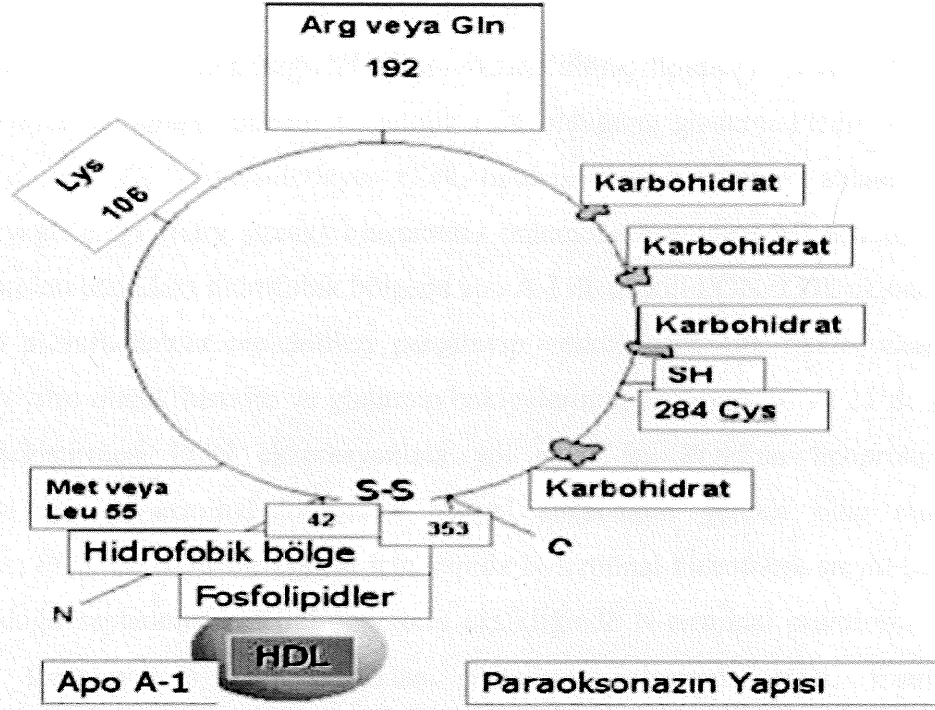 Arg veya Gln
192
Lys
106
Karbohidrat
Karbohidrat
Karbohidrat
SH
284 Cys
Karbohidrat
Met veya
Leu 55
S-S
42
353
C
Hidrofobik bölge
N
Fosfolipidler
HDL
Apo A-1
Paraoksonazın Yapısı